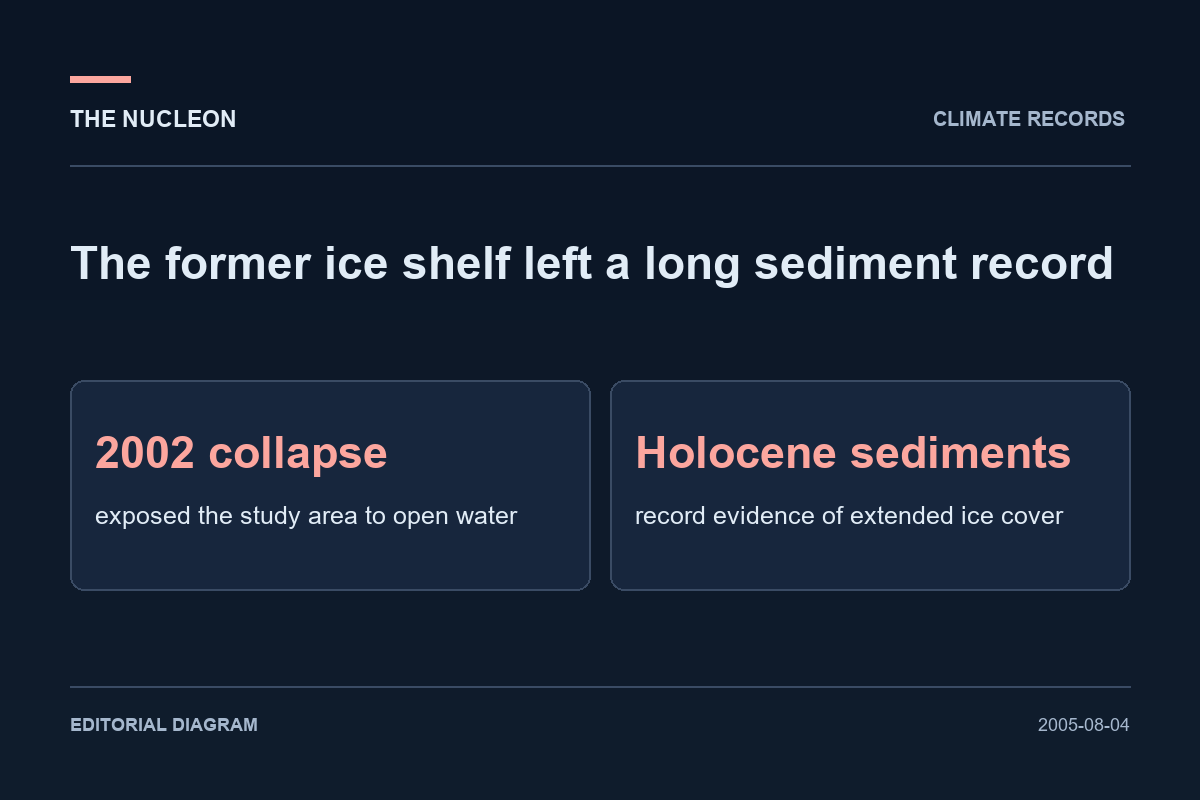 THE NUCLEON
CLIMATE RECORDS
The former ice shelf left a long sediment record
2002 collapse
exposed the study area to open water
Holocene sediments
record evidence of extended ice cover
EDITORIAL DIAGRAM
2005-08-04